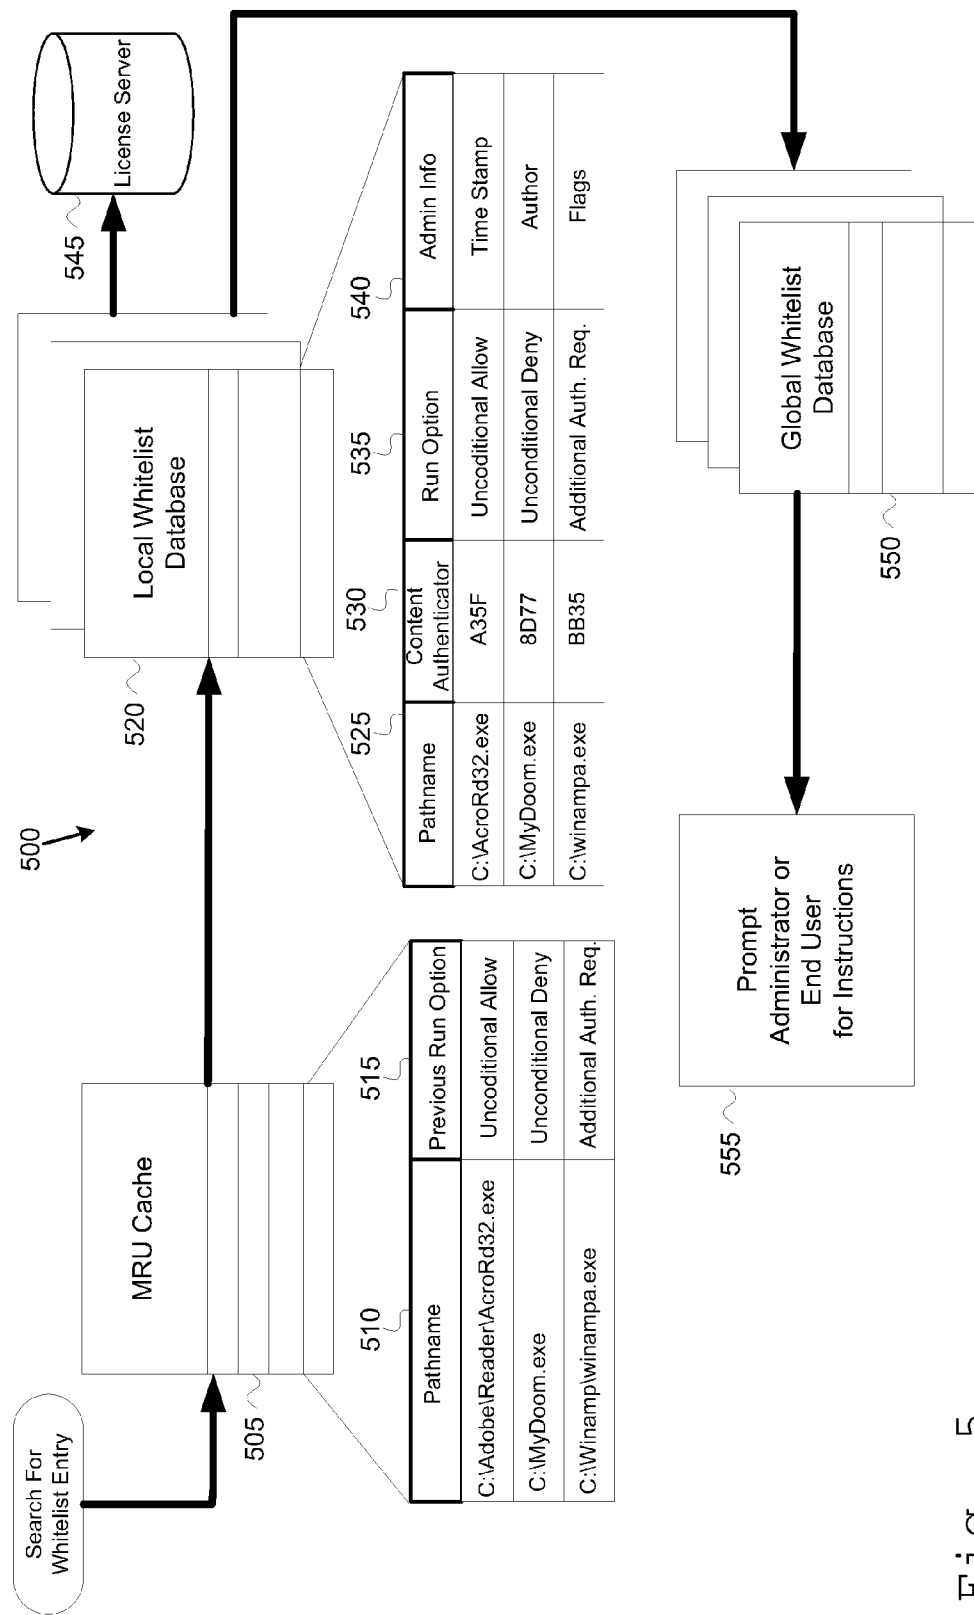 500
Search For
Whitelist Entry
MRU Cache
505
Local Whitelist
Database
520
License Server
545
510
515
Pathname
Previous Run Option
C:\Adobe\Reader\AcroRd32.exe
Uncoditional Allow
C:\MyDoom.exe
Unconditional Deny
C:\Winamp\winampa.exe
Additional Auth. Req.
525
530
535
540
Pathname
Content
Authenticator
Run Option
Admin Info
C:\AcroRd32.exe
A35F
Uncoditional Allow
Time Stamp
C:\MyDoom.exe
8D77
Unconditional Deny
Author
C:\winampa.exe
BB35
Additional Auth. Req.
Flags
Prompt
Administrator or
End User
for Instructions
555
Global Whitelist
Database
550
Fig. 5